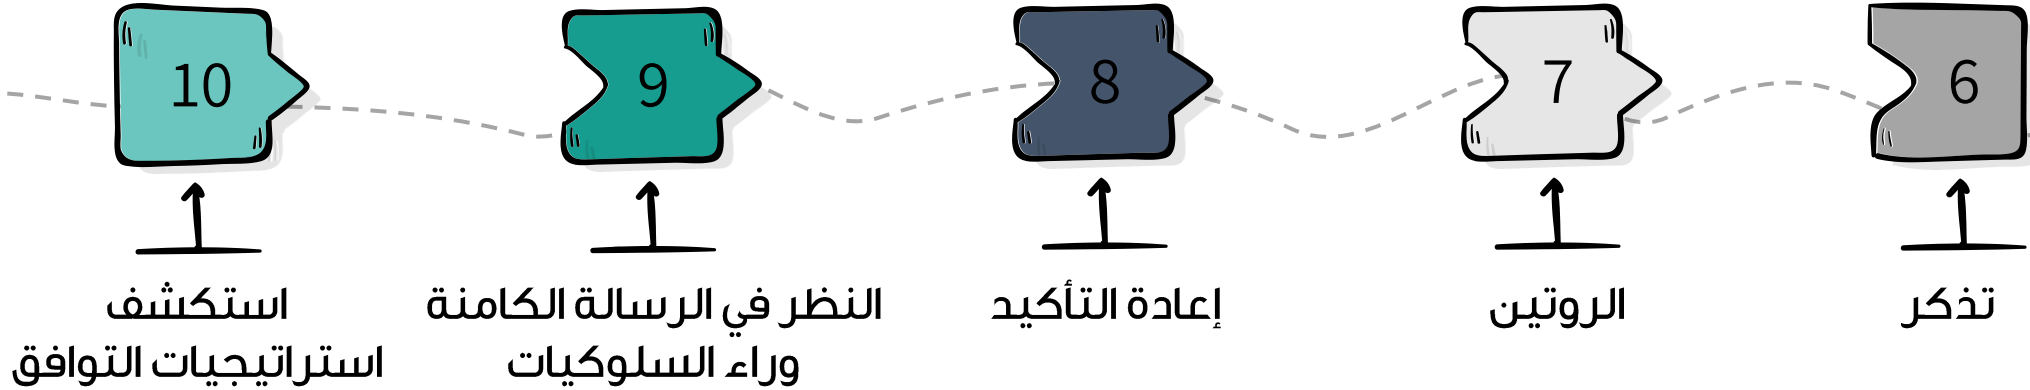 6
تذكر
7
الروتين
8
إعادة التأكيد
9
النظر في الرسالة الكامنة
وراء السلوكيات
10
استكشف
استراتيجيات التوافق